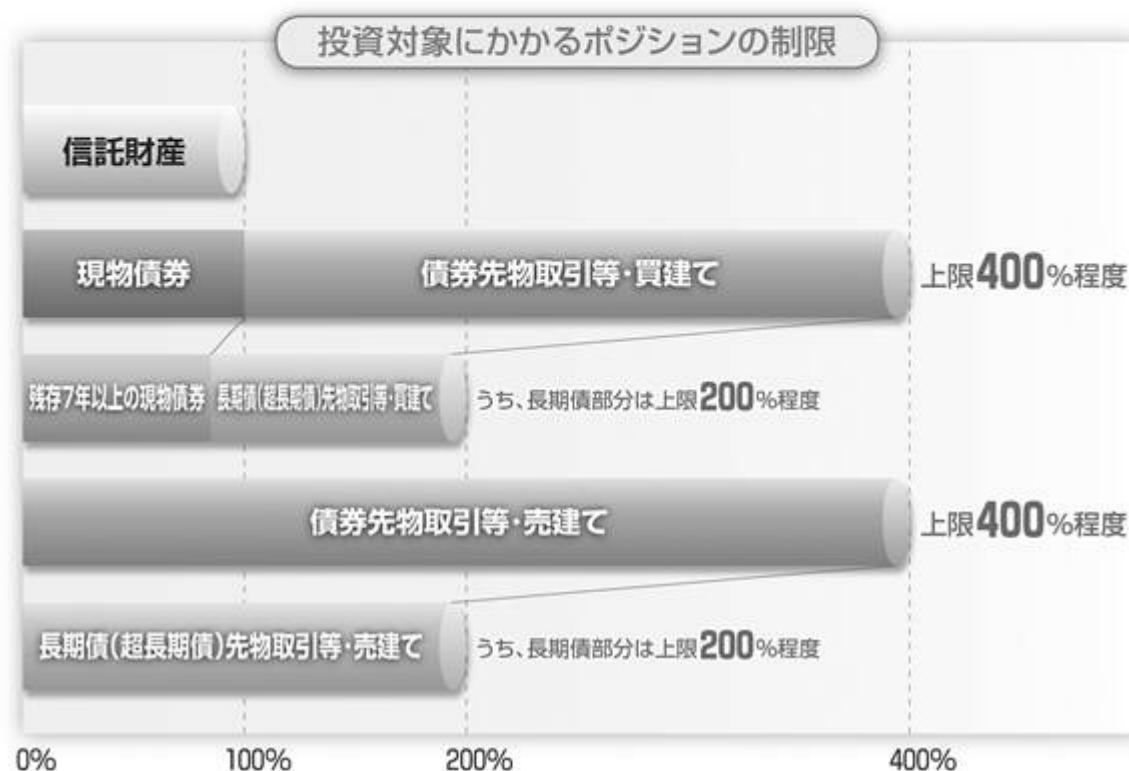 投資対象にかかるポジションの制限
信託財産
現物債券 債券先物取引等・買建て 上限400%程度
残存7年以上の現物債券 長期債(超長期債)先物取引等・買建て うち、長期債部分は上限200%程度
債券先物取引等・売建て 上限400%程度
長期債(超長期債)先物取引等・売建て うち、長期債部分は上限200%程度
0% 100% 200% 400%